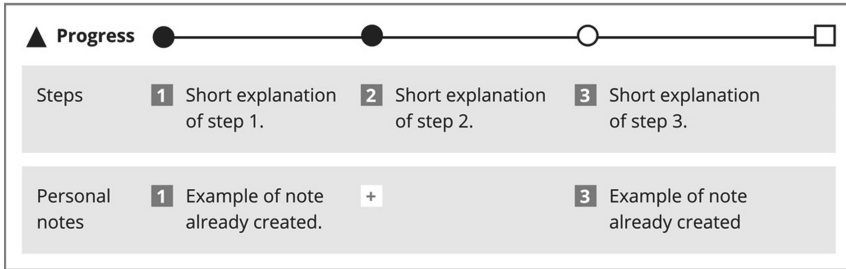 Progress
Steps
1 Short explanation
of step 1.
2 Short explanation
of step 2.
3 Short explanation
of step 3.
Personal
notes
1 Example of note
already created.
+
3 Example of note
already created